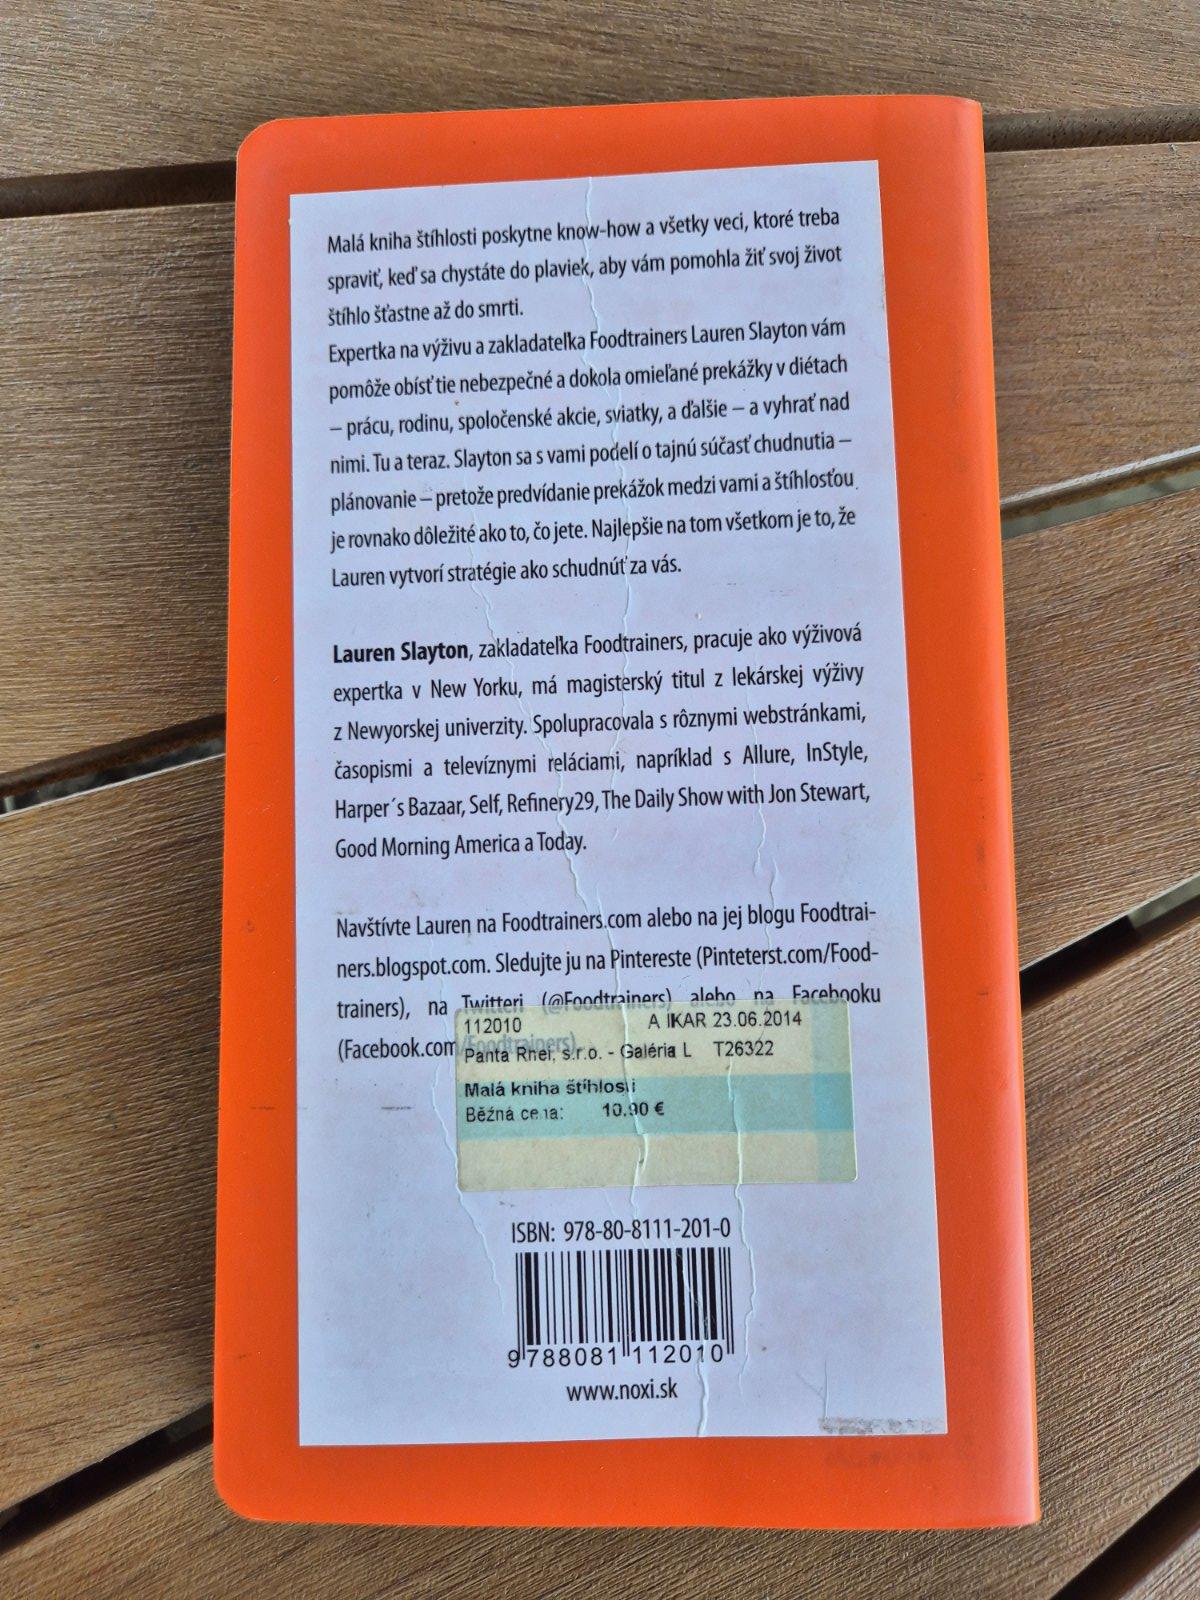 Malá kniha štíhlosti poskytne know-how a všetky veci, ktoré treba
spraviť, keď sa chystáte do plaviek, aby vám pomohla žiť svoj život
štíhlo šťastne až do smrti.
Expertka na výživu a zakladateľka Foodtrainers Lauren Slayton vám
pomôže obísť tie nebezpečné a dokola omieľané prekážky v diétach
– prácu, rodinu, spoločenské akcie, sviatky, a ďalšie – a vyhrať nad
nimi. Tu a teraz. Slayton sa s vami podelí o tajnú súčasť chudnutia –
plánovanie – pretože predvídanie prekážok medzi vami a štíhlosťou
je rovnako dôležité ako to, čo jete. Najlepšie na tom všetkom je to, že
Lauren vytvorí stratégie ako schudnúť za vás.
Lauren Slayton, zakladateľka Foodtrainers, pracuje ako výživová
expertka v New Yorku, má magisterský titul z lekárskej výživy
z Newyorskej univerzity. Spolupracovala s rôznymi webstránkami,
časopismi a televíznymi reláciami, napríklad s Allure, InStyle,
Harper´s Bazaar, Self, Refinery29, The Daily Show with Jon Stewart,
Good Morning America a Today.
Navštívte Lauren na Foodtrainers.com alebo na jej blogu Foodtrai-
ners.blogspot.com. Sledujte ju na Pintereste (Pinteterst.com/Food-
trainers), na Twitteri (@Foodtrainers) alebo na Facebooku
(Facebook.com/Foodtrainers).
112010 A IKAR 23.06.2014
Panta Rhei, s.r.o. - Galéria L T26322
Malá kniha štíhlosti
Běžná cena: 10.90 €
ISBN: 978-80-8111-201-0
9 788081 112010
www.noxi.sk